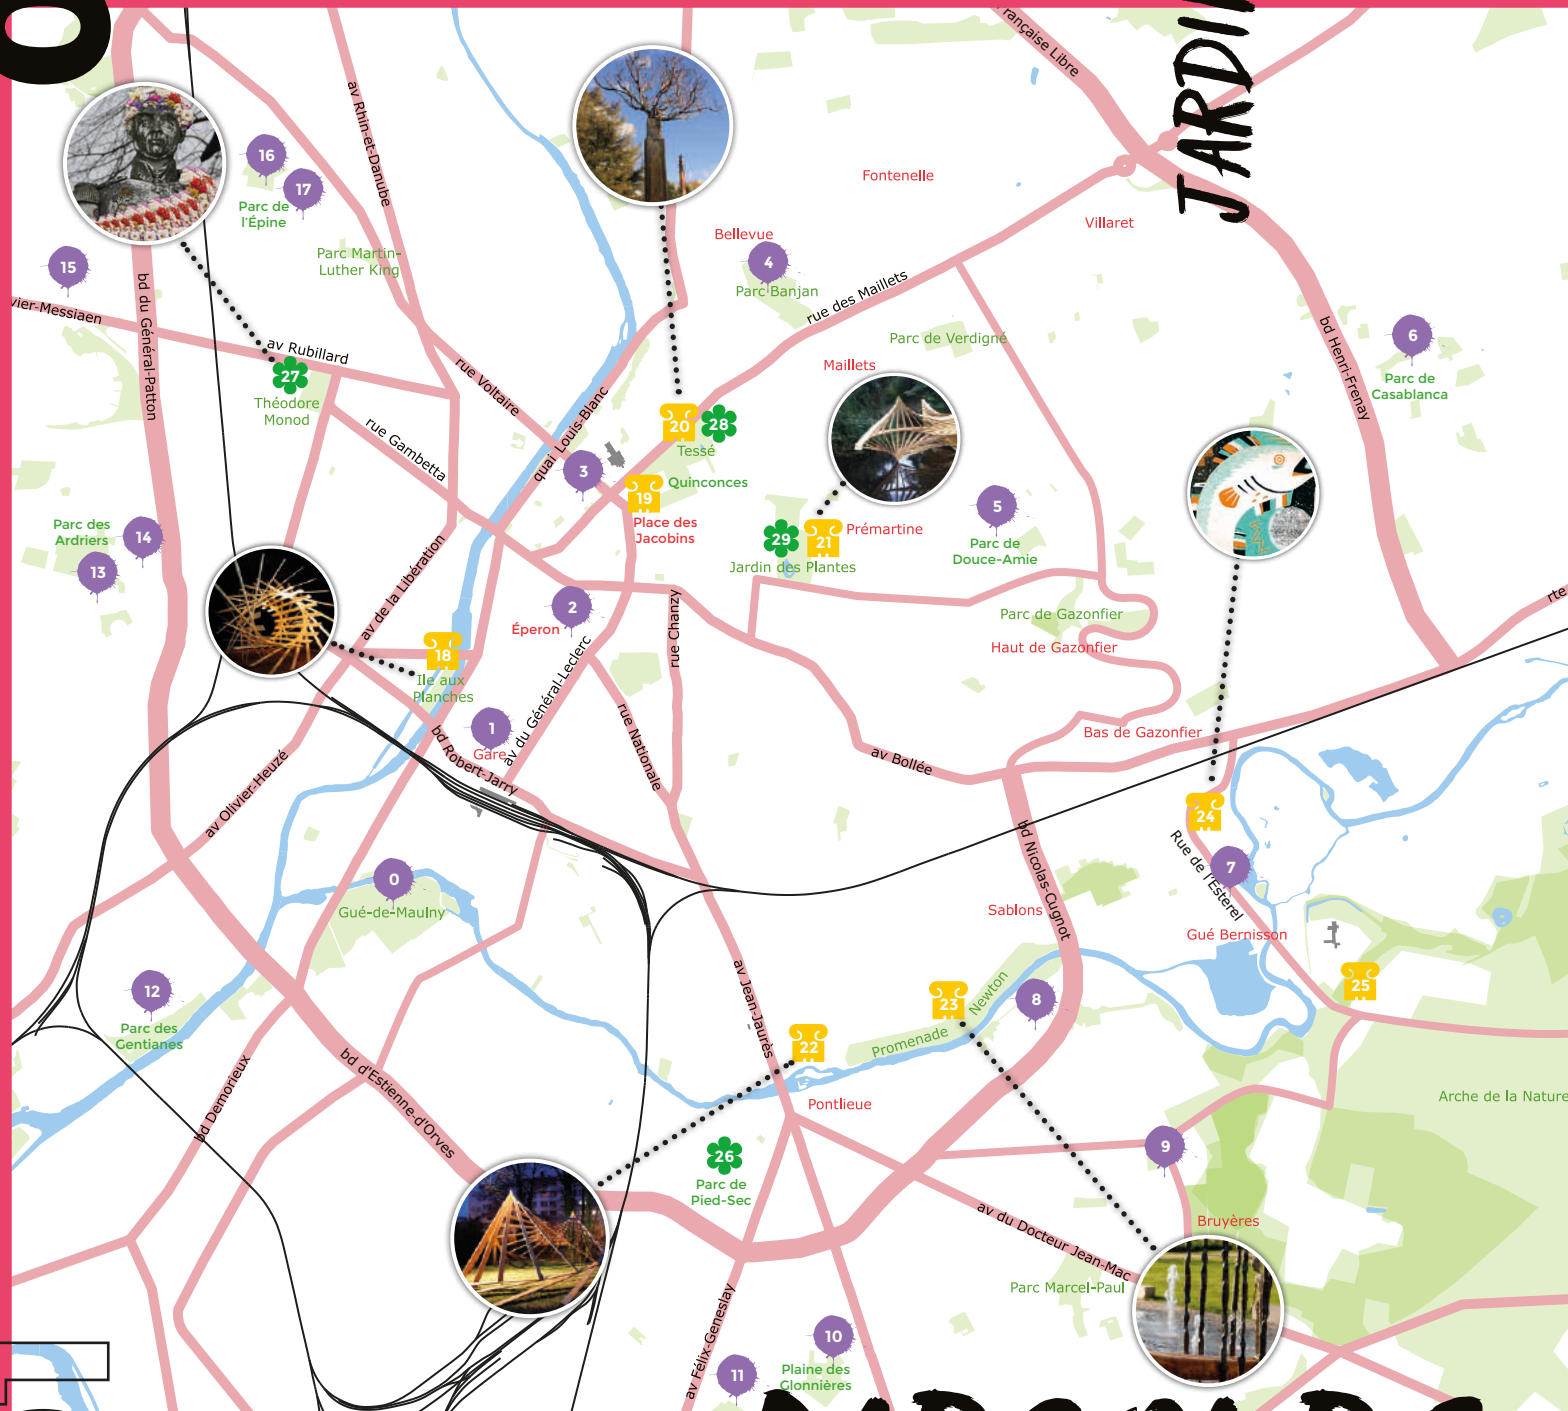 JARDI
rançaise Libre
av Rhin-et-Danube
16
17
Parc de
l'Épine
Parc Martin-
Luther King
15
vier-Messiaen
bd du Général-Patton
av Rubillard
27
Théodore
Monod
rue Voltaire
rue Gambetta
quai Louis-Blanc
Fontenelle
Villaret
Bellevue
4
Parc Banjan
rue des Maillets
Parc de Verdigné
Maillets
bd Henri-Frenay
6
Parc de
Casablanca
20
28
Tessé
3
19
Quinconces
Place des
Jacobins
5
Parc de
Douce-Amie
29
21
Prémartine
Jardin des Plantes
Parc des
Ardriers
14
13
av de la Libération
2
Éperon
18
Ile aux
Planches
1
Gare
av du Général-Leclerc
rue Chanzy
rue Nationale
bd Robert-Jarry
Parc de Gazonfier
Haut de Gazonfier
Bas de Gazonfier
rte
av Bollée
av Olivier-Heuzé
24
7
Rue de l'Esterel
bd Nicolas-Cugnot
0
Gué-de-Maulny
Sablons
Gué Bernisson
25
12
Parc des
Gentianes
av Jean-Jaurès
23
Newton
8
22
Promenade
bd Demorieux
bd d'Estienne-d'Orves
Pontlieue
Arche de la Nature
26
Parc de
Pied-Sec
9
av du Docteur Jean-Mac
Bruyères
Parc Marcel-Paul
av Félix-Geneslay
10
Plaine des
Glonnières
11